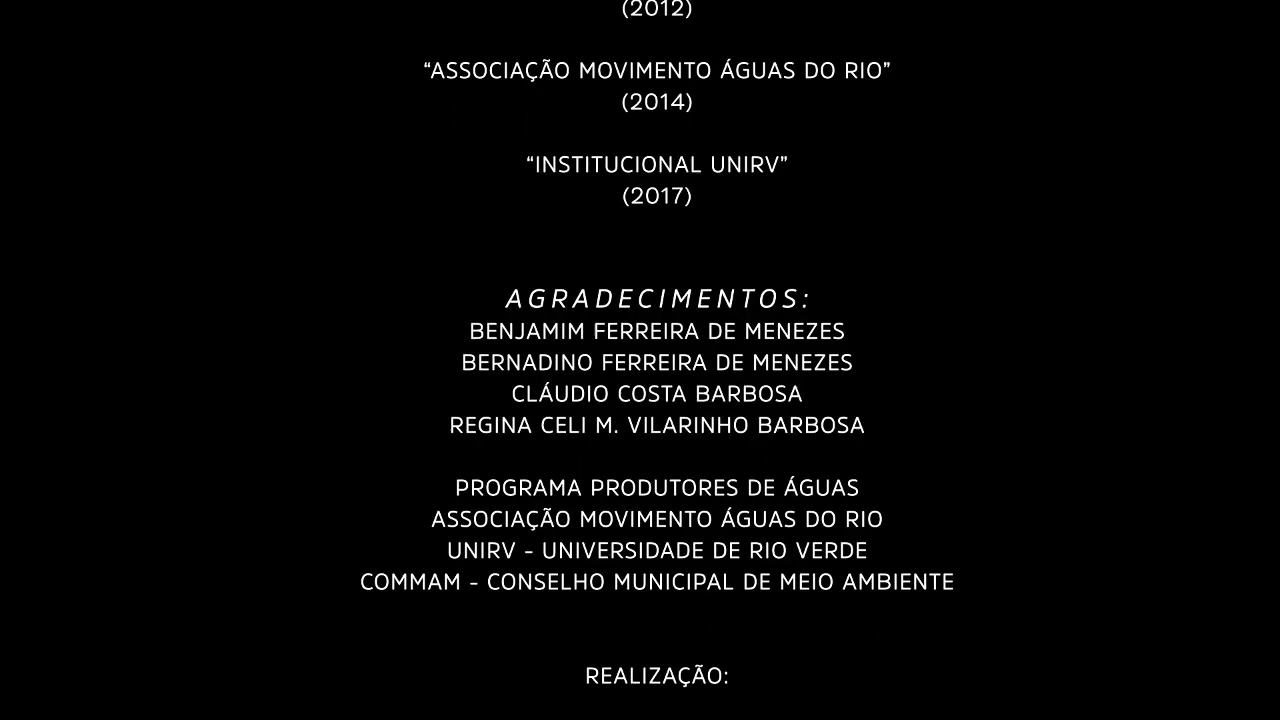 (2012)
“ASSOCIAÇÃO MOVIMENTO ÁGUAS DO RIO”
(2014)
“INSTITUCIONAL UNIRV”
(2017)
AGRADECIMENTOS:
BENJAMIM FERREIRA DE MENEZES
BERNADINO FERREIRA DE MENEZES
CLÁUDIO COSTA BARBOSA
REGINA CELI M. VILARINHO BARBOSA
PROGRAMA PRODUTORES DE ÁGUAS
ASSOCIAÇÃO MOVIMENTO ÁGUAS DO RIO
UNIRV - UNIVERSIDADE DE RIO VERDE
COMMAM - CONSELHO MUNICIPAL DE MEIO AMBIENTE
REALIZAÇÃO: